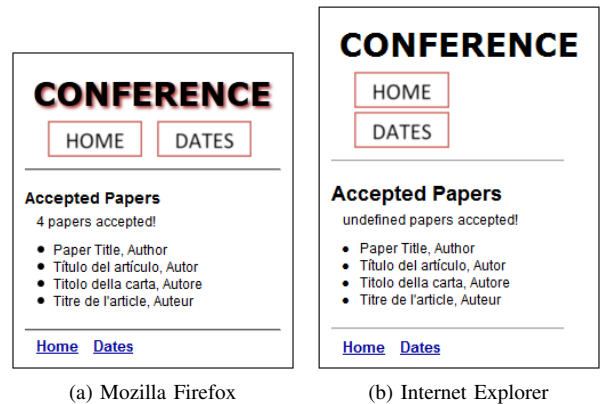 CONFERENCE
HOME DATES
Accepted Papers
4 papers accepted!
Paper Title, Author
Título del artículo, Autor
Titolo della carta, Autore
Titre de l'article, Auteur
Home Dates
(a) Mozilla Firefox
CONFERENCE
HOME
DATES
Accepted Papers
undefined papers accepted!
Paper Title, Author
Título del artículo, Autor
Titolo della carta, Autore
Titre de l'article, Auteur
Home Dates
(b) Internet Explorer